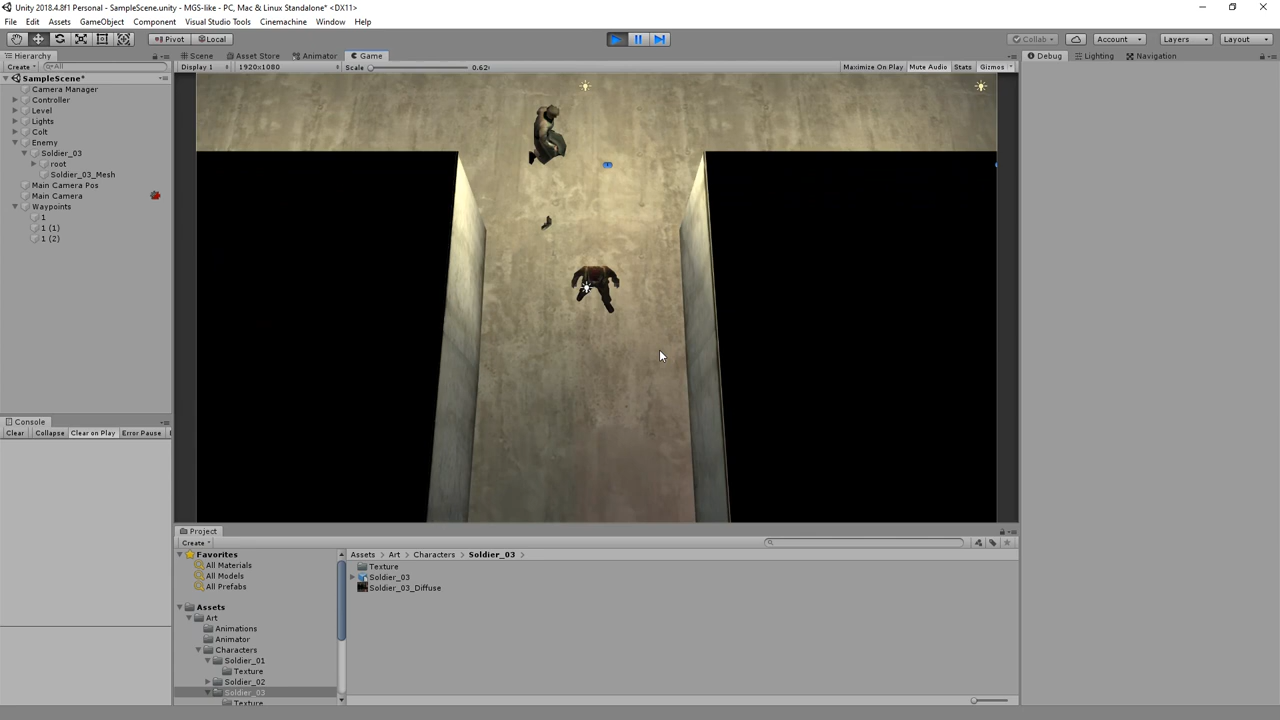 Unity 2018.4.8f1 Personal - SampleScene.unity - MGS-like - PC, Mac & Linux Standalone* <DX11>
File Edit Assets GameObject Component Visual Studio Tools Cinemachine Window Help
Pivot Local Collab Account Layers Layout
Hierarchy Scene Asset Store Animator Game Debug Lighting Navigation
Create All Display 1 1920x1080 Scale 0.62 Maximize On Play Mute Audio Stats Gizmos
SampleScene*
Camera Manager
Controller
Level
Lights
Colt
Enemy
Soldier_03
root
Soldier_03_Mesh
Main Camera Pos
Main Camera
Waypoints
1
1 (1)
1 (2)
Console
Clear Collapse Clear on Play Error Pause
Project
Create
Favorites
All Materials
All Models
All Prefabs
Assets
Art
Animations
Animator
Characters
Soldier_01
Texture
Soldier_02
Soldier_03
Texture
Assets > Art > Characters > Soldier_03 >
Texture
Soldier_03
Soldier_03_Diffuse